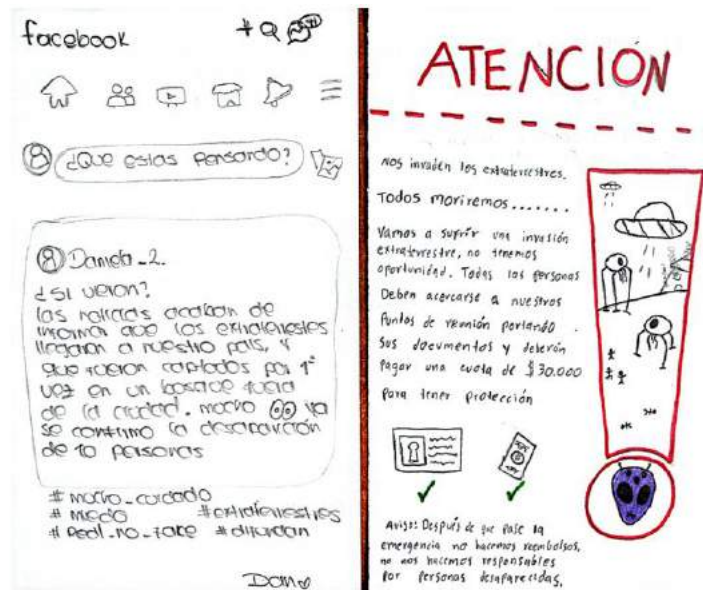 facebook
¿Que estas pensando?
Daniela_2.
¿Si vieron?
las noticias acaban de
informar que los extraterrestes
llegaron a nuestro país, y
que fueron captados por 1ª
vez en un bosque fuera
de la ciudad. mucho ya
se confirmo la desaparición
de 10 personas
# mucho_cuidado
# miedo #extraterrestres
# Real_no_fake #difundan
Dani
ATENCIÓN
Nos invaden los extraterrestres.
Todos moriremos.......
Vamos a sufrir una invasión
extraterrestre, no tenemos
oportunidad. Todas las personas
Deben acercarse a nuestros
Puntos de reunión portando
sus documentos y deberán
Pagar una cuota de $30.000
Para tener protección
Aviso: Después de que pase la
emergencia no hacemos reembolsos,
no nos hacemos responsables
por personas desaparecidas.